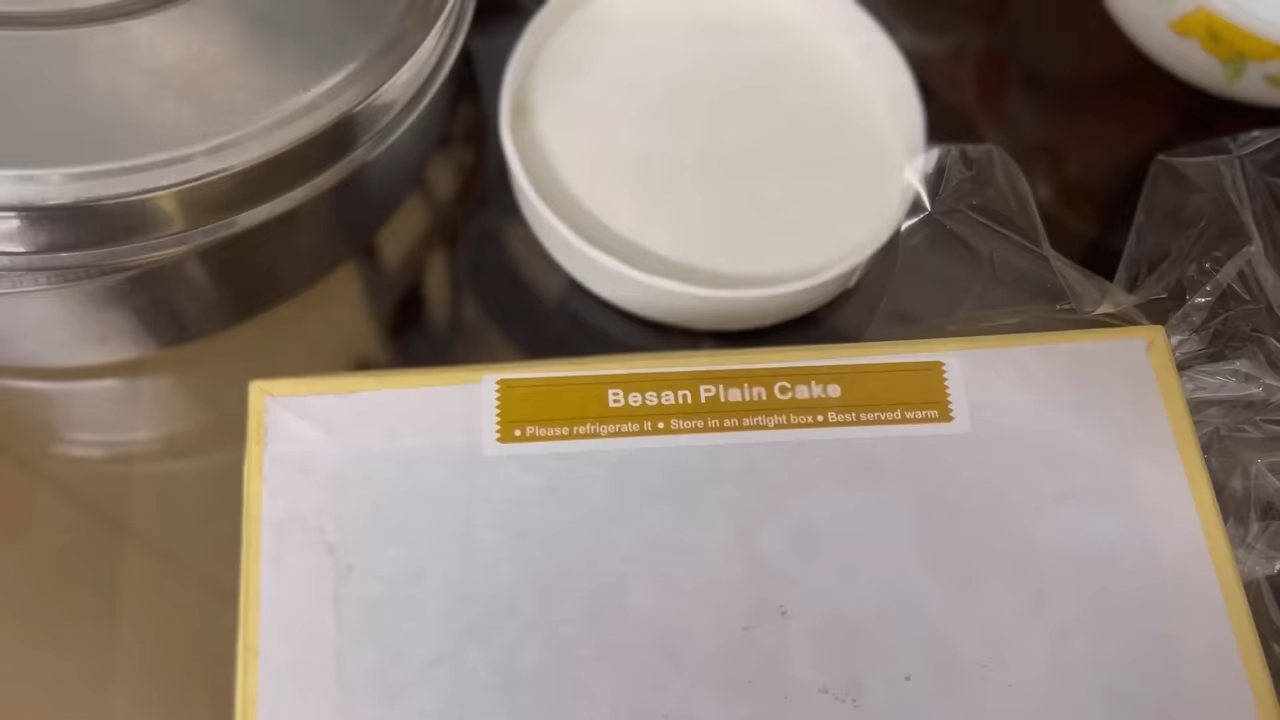 Besan Plain Cake
• Please refrigerate it • Store in an airtight box • Best served warm